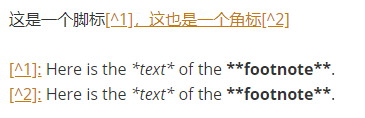 这是一个脚标[^1]，这也是一个角标[^2]

[^1]: Here is the *text* of the **footnote**.
[^2]: Here is the *text* of the **footnote**.